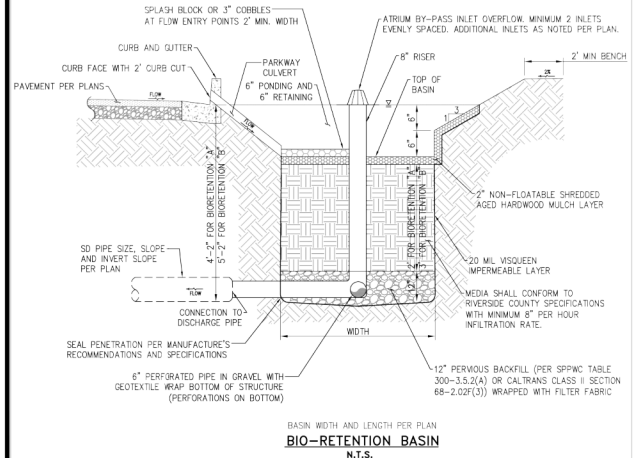 SPLASH BLOCK OR 3" COBBLES
AT FLOW ENTRY POINTS 2' MIN. WIDTH
ATRIUM BY-PASS INLET OVERFLOW. MINIMUM 2 INLETS
EVENLY SPACED. ADDITIONAL INLETS AS NOTED PER PLAN.
CURB AND GUTTER
CURB FACE WITH 2' CURB CUT
PAVEMENT PER PLANS
FLOW
PARKWAY
CULVERT
6" PONDING AND
6" RETAINING
8" RISER
TOP OF
BASIN
2' MIN BENCH
2%
3
1
6"
6"
FLOW
4'-2" FOR BIORETENTION "A"
5'-2" FOR BIORETENTION "B"
2' FOR BIORETENTION "A"
3' FOR BIORETENTION "B"
12"
2" NON-FLOATABLE SHREDDED
AGED HARDWOOD MULCH LAYER
20 MIL VISQUEEN
IMPERMEABLE LAYER
MEDIA SHALL CONFORM TO
RIVERSIDE COUNTY SPECIFICATIONS
WITH MINIMUM 8" PER HOUR
INFILTRATION RATE.
SD PIPE SIZE, SLOPE
AND INVERT SLOPE
PER PLAN
FLOW
CONNECTION TO
DISCHARGE PIPE
WIDTH
SEAL PENETRATION PER MANUFACTURE'S
RECOMMENDATIONS AND SPECIFICATIONS
6" PERFORATED PIPE IN GRAVEL WITH
GEOTEXTILE WRAP BOTTOM OF STRUCTURE
(PERFORATIONS ON BOTTOM)
12" PERVIOUS BACKFILL (PER SPPWC TABLE
300-3.5.2(A) OR CALTRANS CLASS II SECTION
68-2.02F(3)) WRAPPED WITH FILTER FABRIC
BASIN WIDTH AND LENGTH PER PLAN
BIO-RETENTION BASIN
N.T.S.